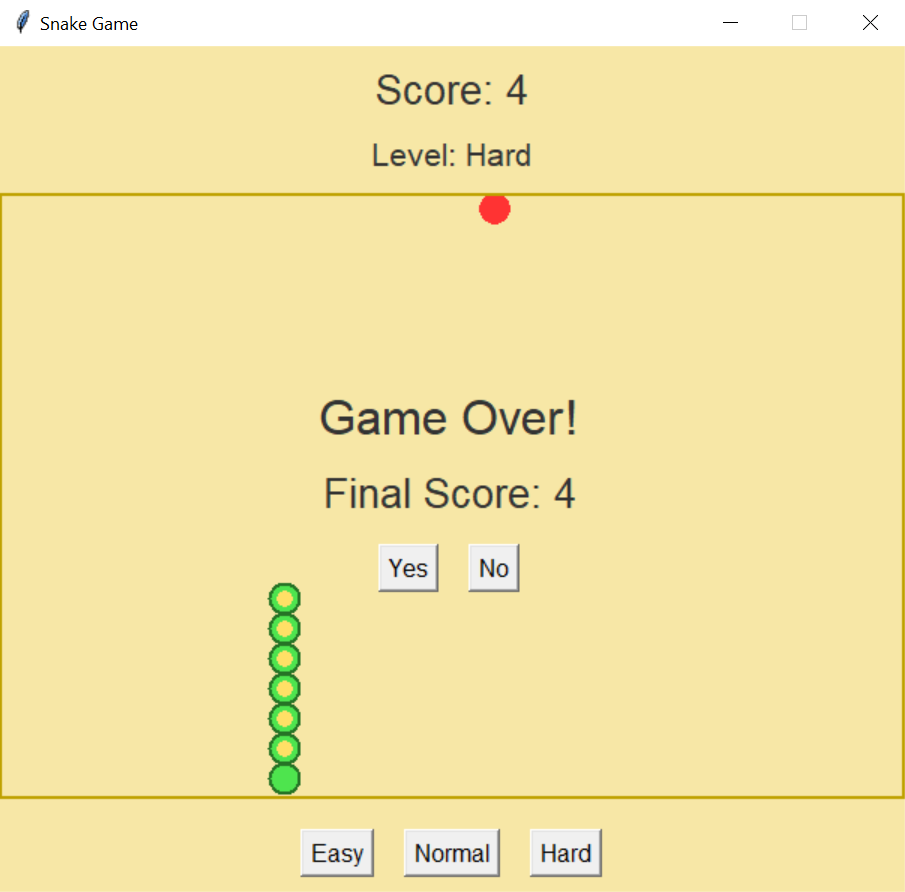 Snake Game
Score: 4
Level: Hard
Game Over!
Final Score: 4
Yes No
Easy Normal Hard